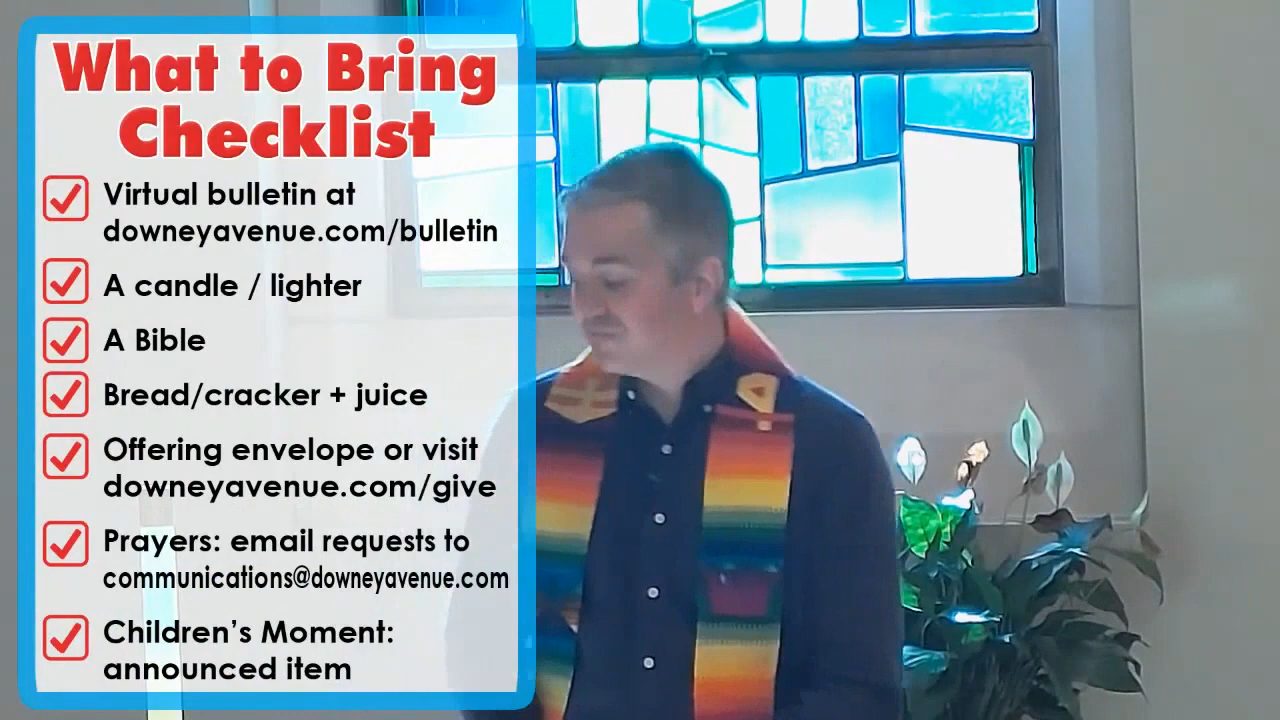 What to Bring
Checklist
Virtual bulletin at
downeyavenue.com/bulletin
A candle / lighter
A Bible
Bread/cracker + juice
Offering envelope or visit
downeyavenue.com/give
Prayers: email requests to
communications@downeyavenue.com
Children’s Moment:
announced item